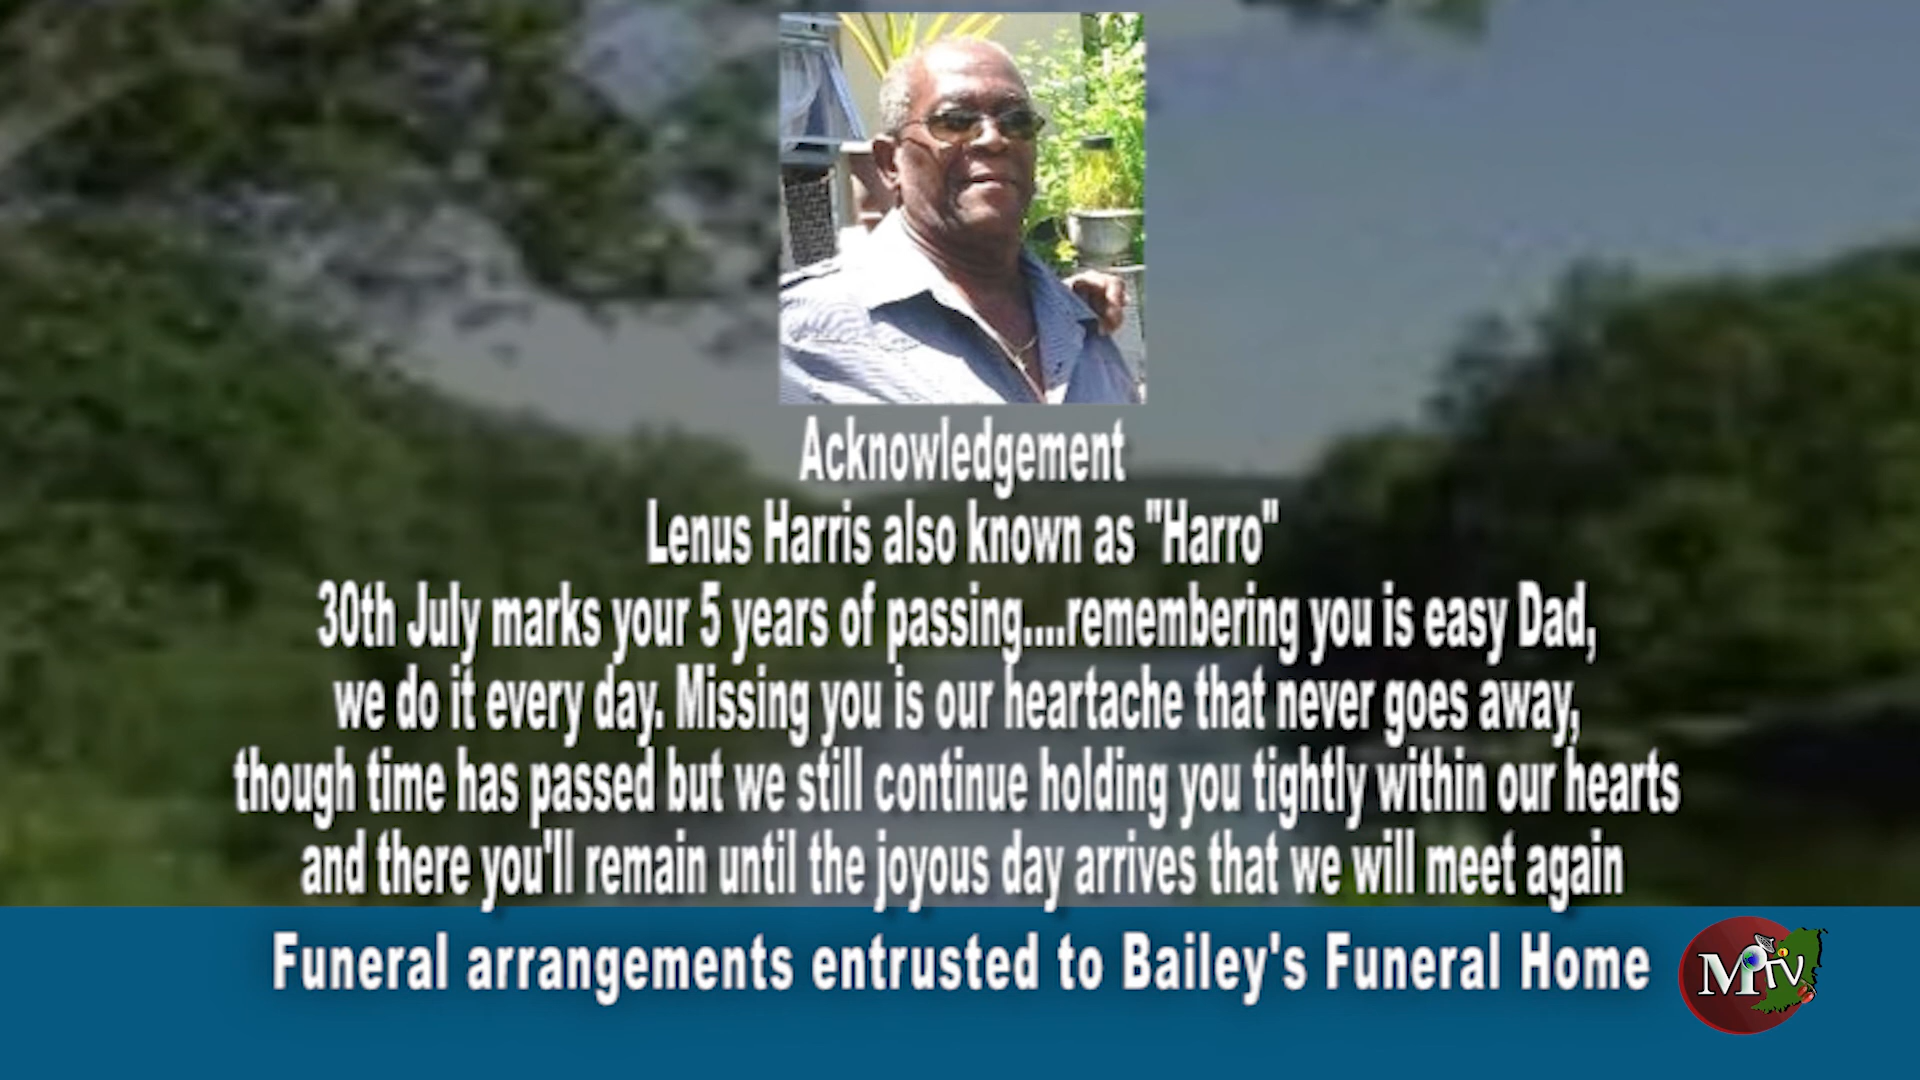 Acknowledgement
Lenus Harris also known as "Harro"
30th July marks your 5 years of passing....remembering you is easy Dad,
we do it every day. Missing you is our heartache that never goes away,
though time has passed but we still continue holding you tightly within our hearts
and there you'll remain until the joyous day arrives that we will meet again
Funeral arrangements entrusted to Bailey's Funeral Home
MTV